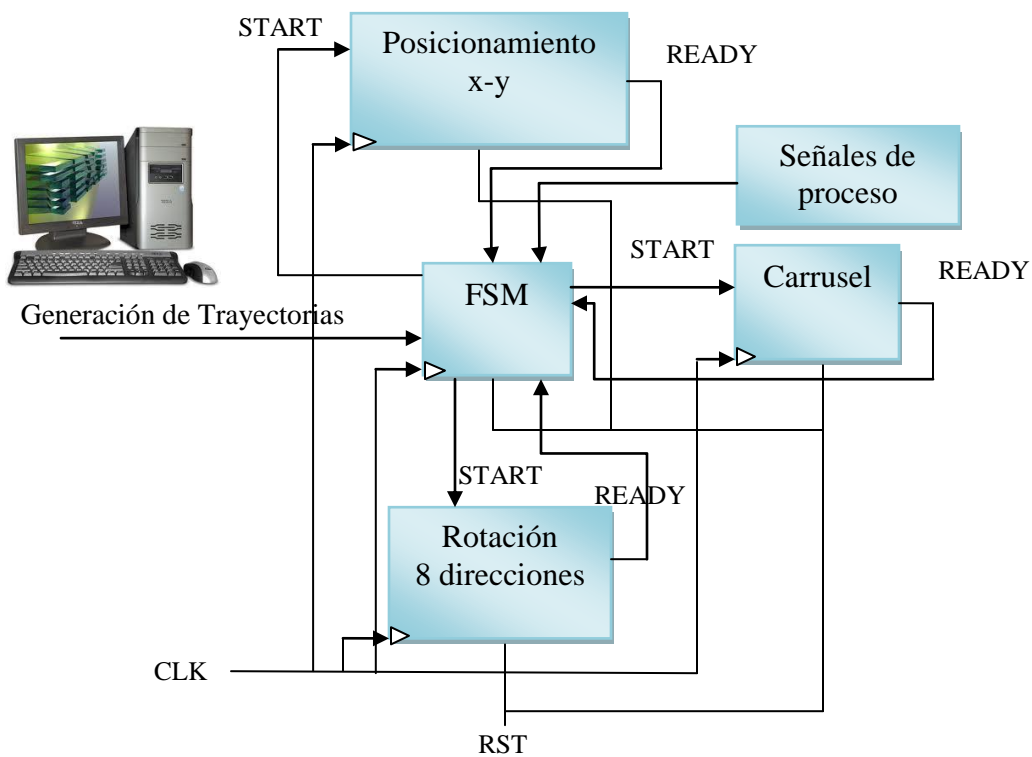 START
Posicionamiento
x-y
READY
Señales de
proceso
START
READY
Carrusel
FSM
Generación de Trayectorias
START
READY
Rotación
8 direcciones
CLK
RST